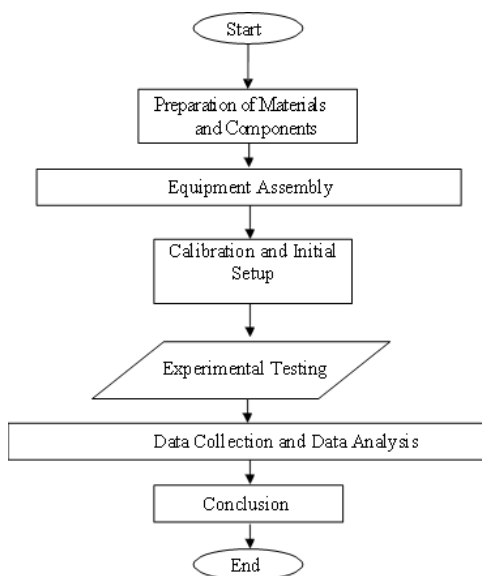 Start
Preparation of Materials
and Components
Equipment Assembly
Calibration and Initial
Setup
Experimental Testing
Data Collection and Data Analysis
Conclusion
End